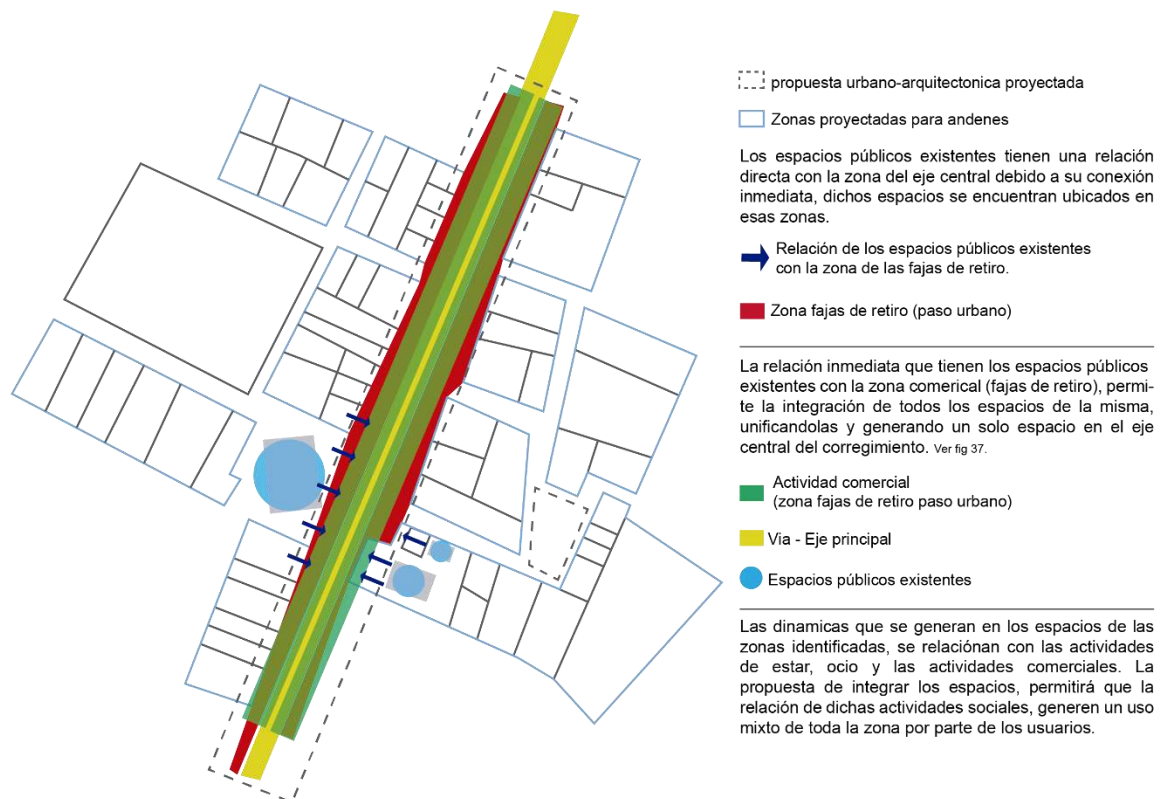 propuesta urbano-arquitectonica proyectada
Zonas proyectadas para andenes
Los espacios públicos existentes tienen una relación
directa con la zona del eje central debido a su conexión
inmediata, dichos espacios se encuentran ubicados en
esas zonas.
Relación de los espacios públicos existentes
con la zona de las fajas de retiro.
Zona fajas de retiro (paso urbano)
La relación inmediata que tienen los espacios públicos
existentes con la zona comerical (fajas de retiro), permi-
te la integración de todos los espacios de la misma,
unificandolas y generando un solo espacio en el eje
central del corregimiento. Ver fig 37.
Actividad comercial
(zona fajas de retiro paso urbano)
Via - Eje principal
Espacios públicos existentes
Las dinamicas que se generan en los espacios de las
zonas identificadas, se relaciónan con las actividades
de estar, ocio y las actividades comerciales. La
propuesta de integrar los espacios, permitirá que la
relación de dichas actividades sociales, generen un uso
mixto de toda la zona por parte de los usuarios.